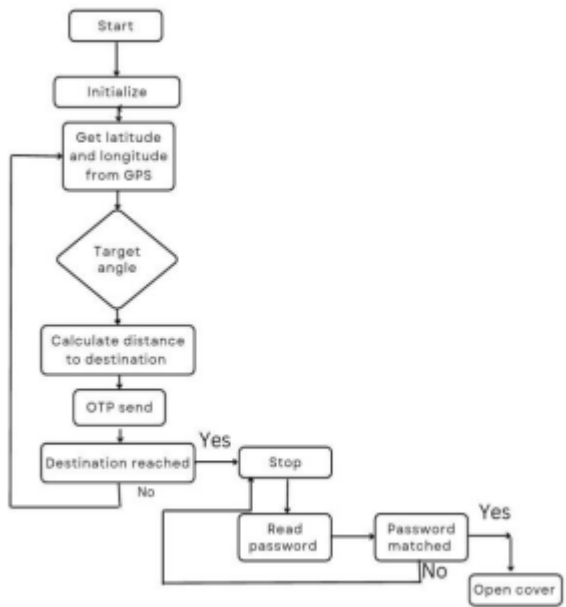 Start
Initialize
Get latitude
and longitude
from GPS
Target
angle
Calculate distance
to destination
OTP send
Destination reached
Yes
No
Stop
Read
password
Password
matched
Yes
No
Open cover